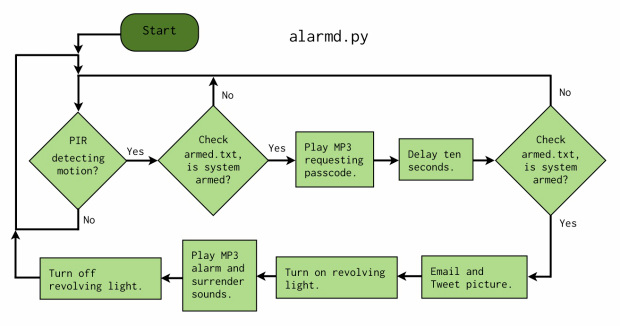 Start
alarmd.py
PIR
detecting
motion?
Yes
No
Check
armed.txt,
is system
armed?
No
Yes
Play MP3
requesting
passcode.
Delay ten
seconds.
Check
armed.txt,
is system
armed?
No
Yes
Email and
Tweet picture.
Turn on revolving
light.
Play MP3
alarm and
surrender
sounds.
Turn off
revolving light.